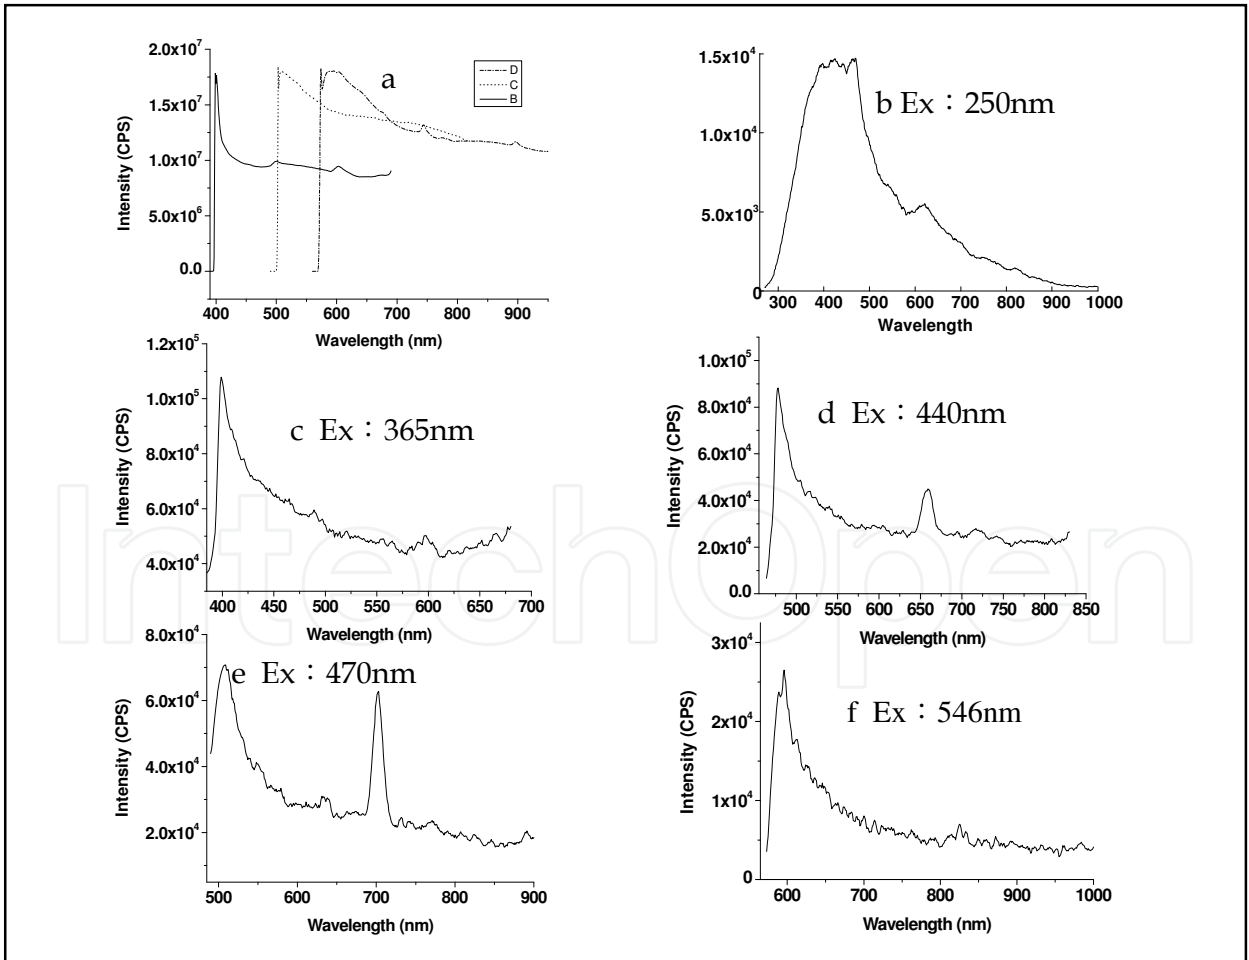 a
D
C
B
2.0x10⁷
1.5x10⁷
1.0x10⁷
5.0x10⁶
0.0
Intensity (CPS)
400 500 600 700 800 900
Wavelength (nm)
b Ex：250nm
1.5x10⁴
1.0x10⁴
5.0x10³
0
Intensity (CPS)
300 400 500 600 700 800 900 1000
Wavelength
c Ex：365nm
1.2x10⁵
1.0x10⁵
8.0x10⁴
6.0x10⁴
4.0x10⁴
Intensity (CPS)
400 450 500 550 600 650 700
Wavelength (nm)
d Ex：440nm
1.0x10⁵
8.0x10⁴
6.0x10⁴
4.0x10⁴
2.0x10⁴
0.0
Intensity (CPS)
500 550 600 650 700 750 800 850
Wavelength (nm)
e Ex：470nm
8.0x10⁴
6.0x10⁴
4.0x10⁴
2.0x10⁴
Intensity (CPS)
500 600 700 800 900
Wavelength (nm)
f Ex：546nm
3x10⁴
2x10⁴
1x10⁴
0
Intensity (CPS)
600 700 800 900 1000
Wavelength (nm)
IntechOpen